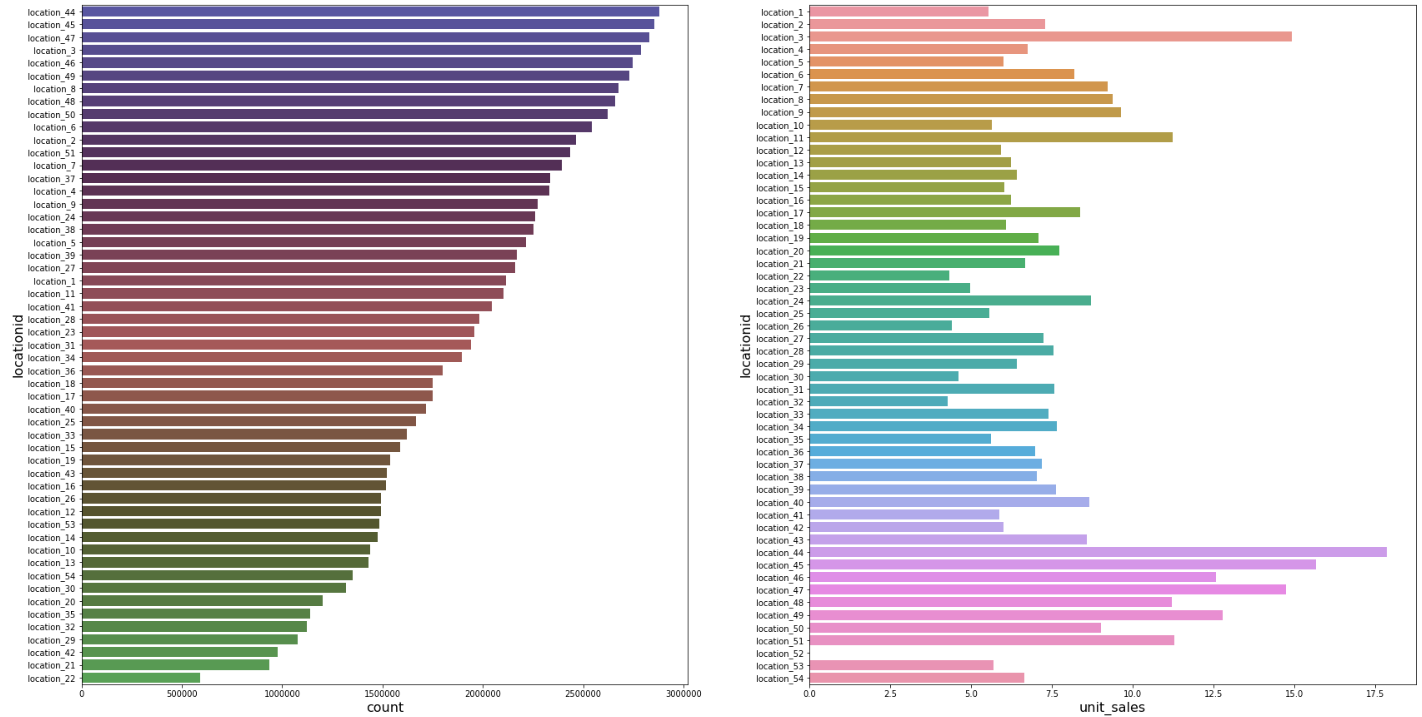 location_44
location_45
location_47
location_3
location_46
location_49
location_8
location_48
location_50
location_6
location_2
location_51
location_7
location_37
location_4
location_9
location_24
location_38
location_5
location_39
location_27
location_1
location_11
location_41
location_28
location_23
location_31
location_34
location_36
location_18
location_17
location_40
location_25
location_33
location_15
location_19
location_43
location_16
location_26
location_12
location_53
location_14
location_10
location_13
location_54
location_30
location_20
location_35
location_32
location_29
location_42
location_21
location_22
locationid
0 500000 1000000 1500000 2000000 2500000 3000000
count
location_1
location_2
location_3
location_4
location_5
location_6
location_7
location_8
location_9
location_10
location_11
location_12
location_13
location_14
location_15
location_16
location_17
location_18
location_19
location_20
location_21
location_22
location_23
location_24
location_25
location_26
location_27
location_28
location_29
location_30
location_31
location_32
location_33
location_34
location_35
location_36
location_37
location_38
location_39
location_40
location_41
location_42
location_43
location_44
location_45
location_46
location_47
location_48
location_49
location_50
location_51
location_52
location_53
location_54
locationid
0.0 2.5 5.0 7.5 10.0 12.5 15.0 17.5
unit_sales